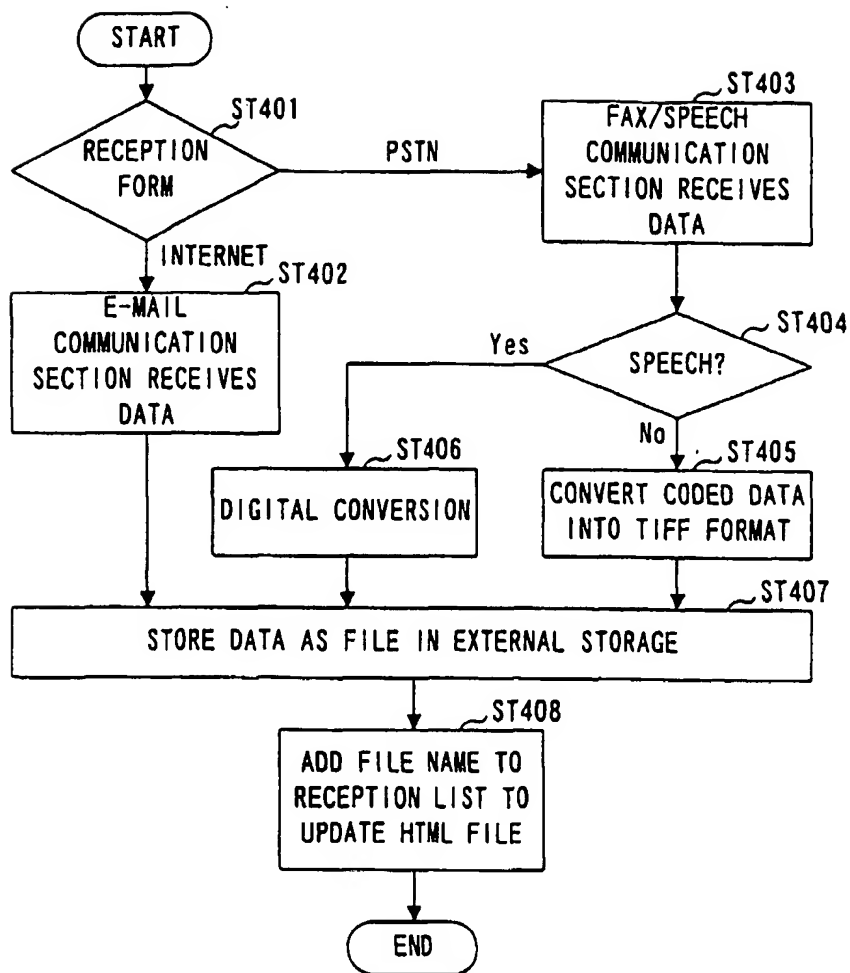 START
ST401
RECEPTION
FORM
PSTN
ST403
FAX/SPEECH
COMMUNICATION
SECTION RECEIVES
DATA
INTERNET
ST402
E-MAIL
COMMUNICATION
SECTION RECEIVES
DATA
ST404
SPEECH?
Yes
No
ST406
DIGITAL CONVERSION
ST405
CONVERT CODED DATA
INTO TIFF FORMAT
ST407
STORE DATA AS FILE IN EXTERNAL STORAGE
ST408
ADD FILE NAME TO
RECEPTION LIST TO
UPDATE HTML FILE
END